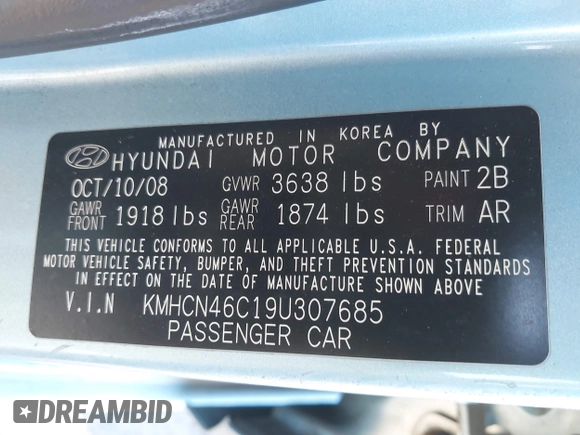 MANUFACTURED IN KOREA BY
HYUNDAI MOTOR COMPANY
OCT/10/08 GVWR 3638 lbs PAINT 2B
GAWR FRONT 1918 lbs GAWR REAR 1874 lbs TRIM AR
THIS VEHICLE CONFORMS TO ALL APPLICABLE U.S.A. FEDERAL
MOTOR VEHICLE SAFETY, BUMPER, AND THEFT PREVENTION STANDARDS
IN EFFECT ON THE DATE OF MANUFACTURE SHOWN ABOVE
V.I.N KMHCN46C19U307685
PASSENGER CAR
DREAMBID